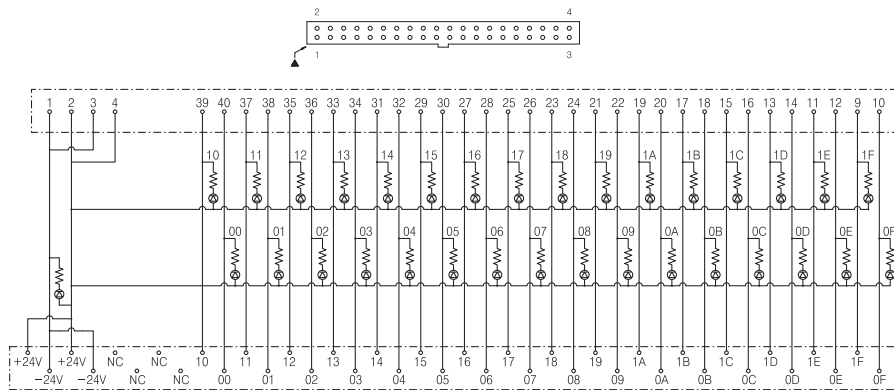 2 4
1 3
1 2 3 4 39 40 37 38 35 36 33 34 31 32 29 30 27 28 25 26 23 24 21 22 19 20 17 18 15 16 13 14 11 12 9 10
10 11 12 13 14 15 16 17 18 19 1A 1B 1C 1D 1E 1F
00 01 02 03 04 05 06 07 08 09 0A 0B 0C 0D 0E 0F
+24V +24V NC NC 10 11 12 13 14 15 16 17 18 19 1A 1B 1C 1D 1E 1F
−24V −24V NC NC 00 01 02 03 04 05 06 07 08 09 0A 0B 0C 0D 0E 0F